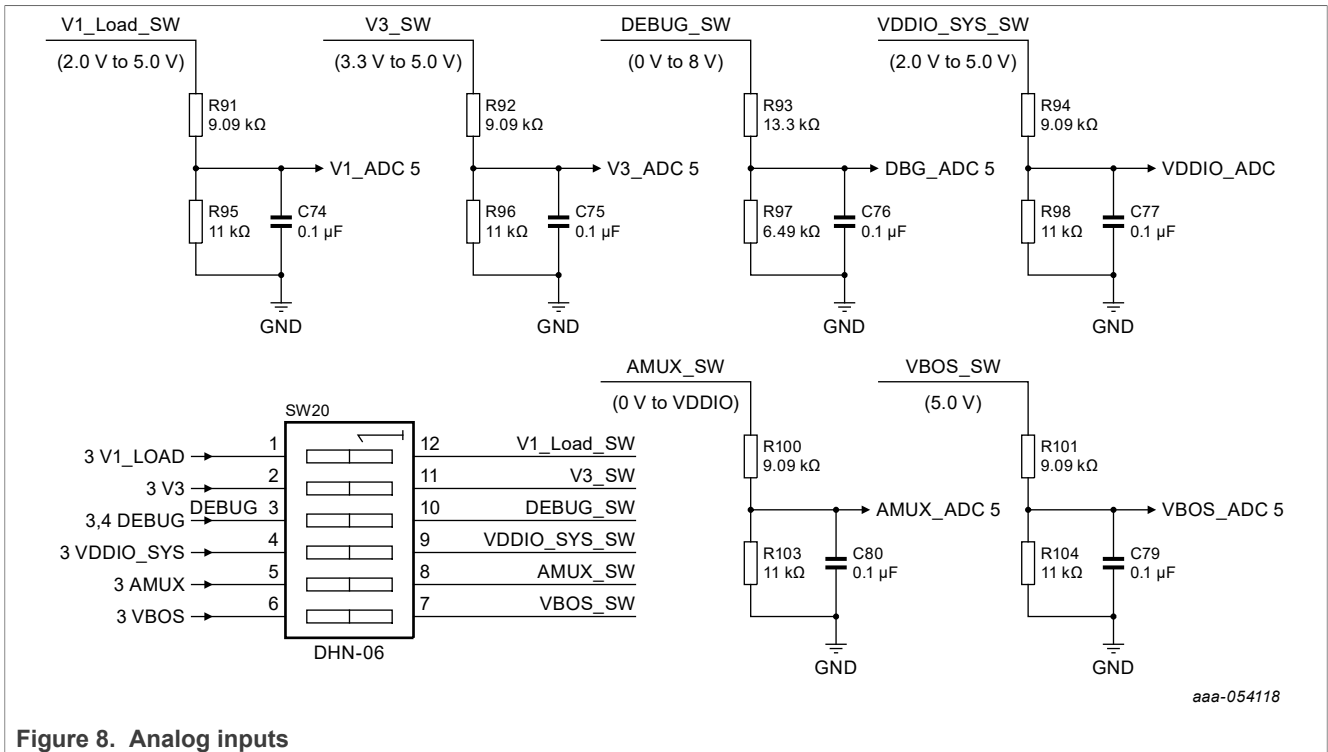 V1_Load_SW
(2.0 V to 5.0 V)
R91
9.09 kΩ
V1_ADC 5
R95
11 kΩ
C74
0.1 µF
GND
V3_SW
(3.3 V to 5.0 V)
R92
9.09 kΩ
V3_ADC 5
R96
11 kΩ
C75
0.1 µF
GND
DEBUG_SW
(0 V to 8 V)
R93
13.3 kΩ
DBG_ADC 5
R97
6.49 kΩ
C76
0.1 µF
GND
VDDIO_SYS_SW
(2.0 V to 5.0 V)
R94
9.09 kΩ
VDDIO_ADC
R98
11 kΩ
C77
0.1 µF
GND
SW20
3 V1_LOAD 1 12 V1_Load_SW
3 V3 2 11 V3_SW
3,4 DEBUG DEBUG 3 10 DEBUG_SW
3 VDDIO_SYS 4 9 VDDIO_SYS_SW
3 AMUX 5 8 AMUX_SW
3 VBOS 6 7 VBOS_SW
DHN-06
AMUX_SW
(0 V to VDDIO)
R100
9.09 kΩ
AMUX_ADC 5
R103
11 kΩ
C80
0.1 µF
GND
VBOS_SW
(5.0 V)
R101
9.09 kΩ
VBOS_ADC 5
R104
11 kΩ
C79
0.1 µF
GND
aaa-054118
Figure 8. Analog inputs